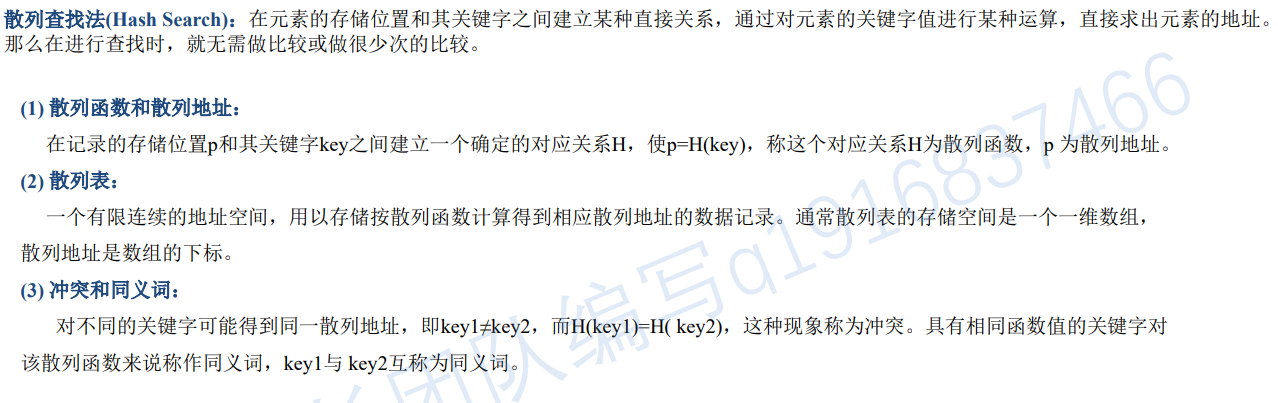 散列查找法(Hash Search)：在元素的存储位置和其关键字之间建立某种直接关系，通过对元素的关键字值进行某种运算，直接求出元素的地址。
那么在进行查找时，就无需做比较或做很少次的比较。
(1) 散列函数和散列地址：
在记录的存储位置p和其关键字key之间建立一个确定的对应关系H，使p=H(key)，称这个对应关系H为散列函数，p 为散列地址。
(2) 散列表：
一个有限连续的地址空间，用以存储按散列函数计算得到相应散列地址的数据记录。通常散列表的存储空间是一个一维数组，
散列地址是数组的下标。
(3) 冲突和同义词：
对不同的关键字可能得到同一散列地址，即key1≠key2，而H(key1)=H( key2)，这种现象称为冲突。具有相同函数值的关键字对
该散列函数来说称作同义词，key1与 key2互称为同义词。
团队编写q1916837466